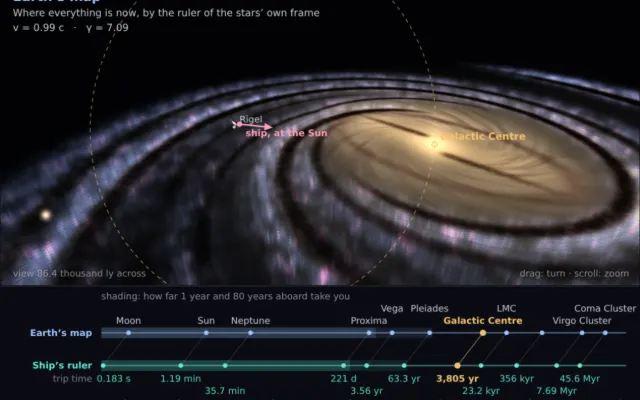 Earth's map
Where everything is now, by the ruler of the stars' own frame
v = 0.99 c · γ = 7.09
Rigel
ship, at the Sun
Galactic Centre
view 86.4 thousand ly across
drag: turn · scroll: zoom
shading: how far 1 year and 80 years aboard take you
Vega Pleiades LMC Coma Cluster
Moon Sun Neptune Proxima Galactic Centre Virgo Cluster
Earth's map
Ship's ruler
trip time 0.183 s 1.19 min 221 d 63.3 yr 3,805 yr 356 kyr 45.6 Myr
35.7 min 3.56 yr 23.2 kyr 7.69 Myr